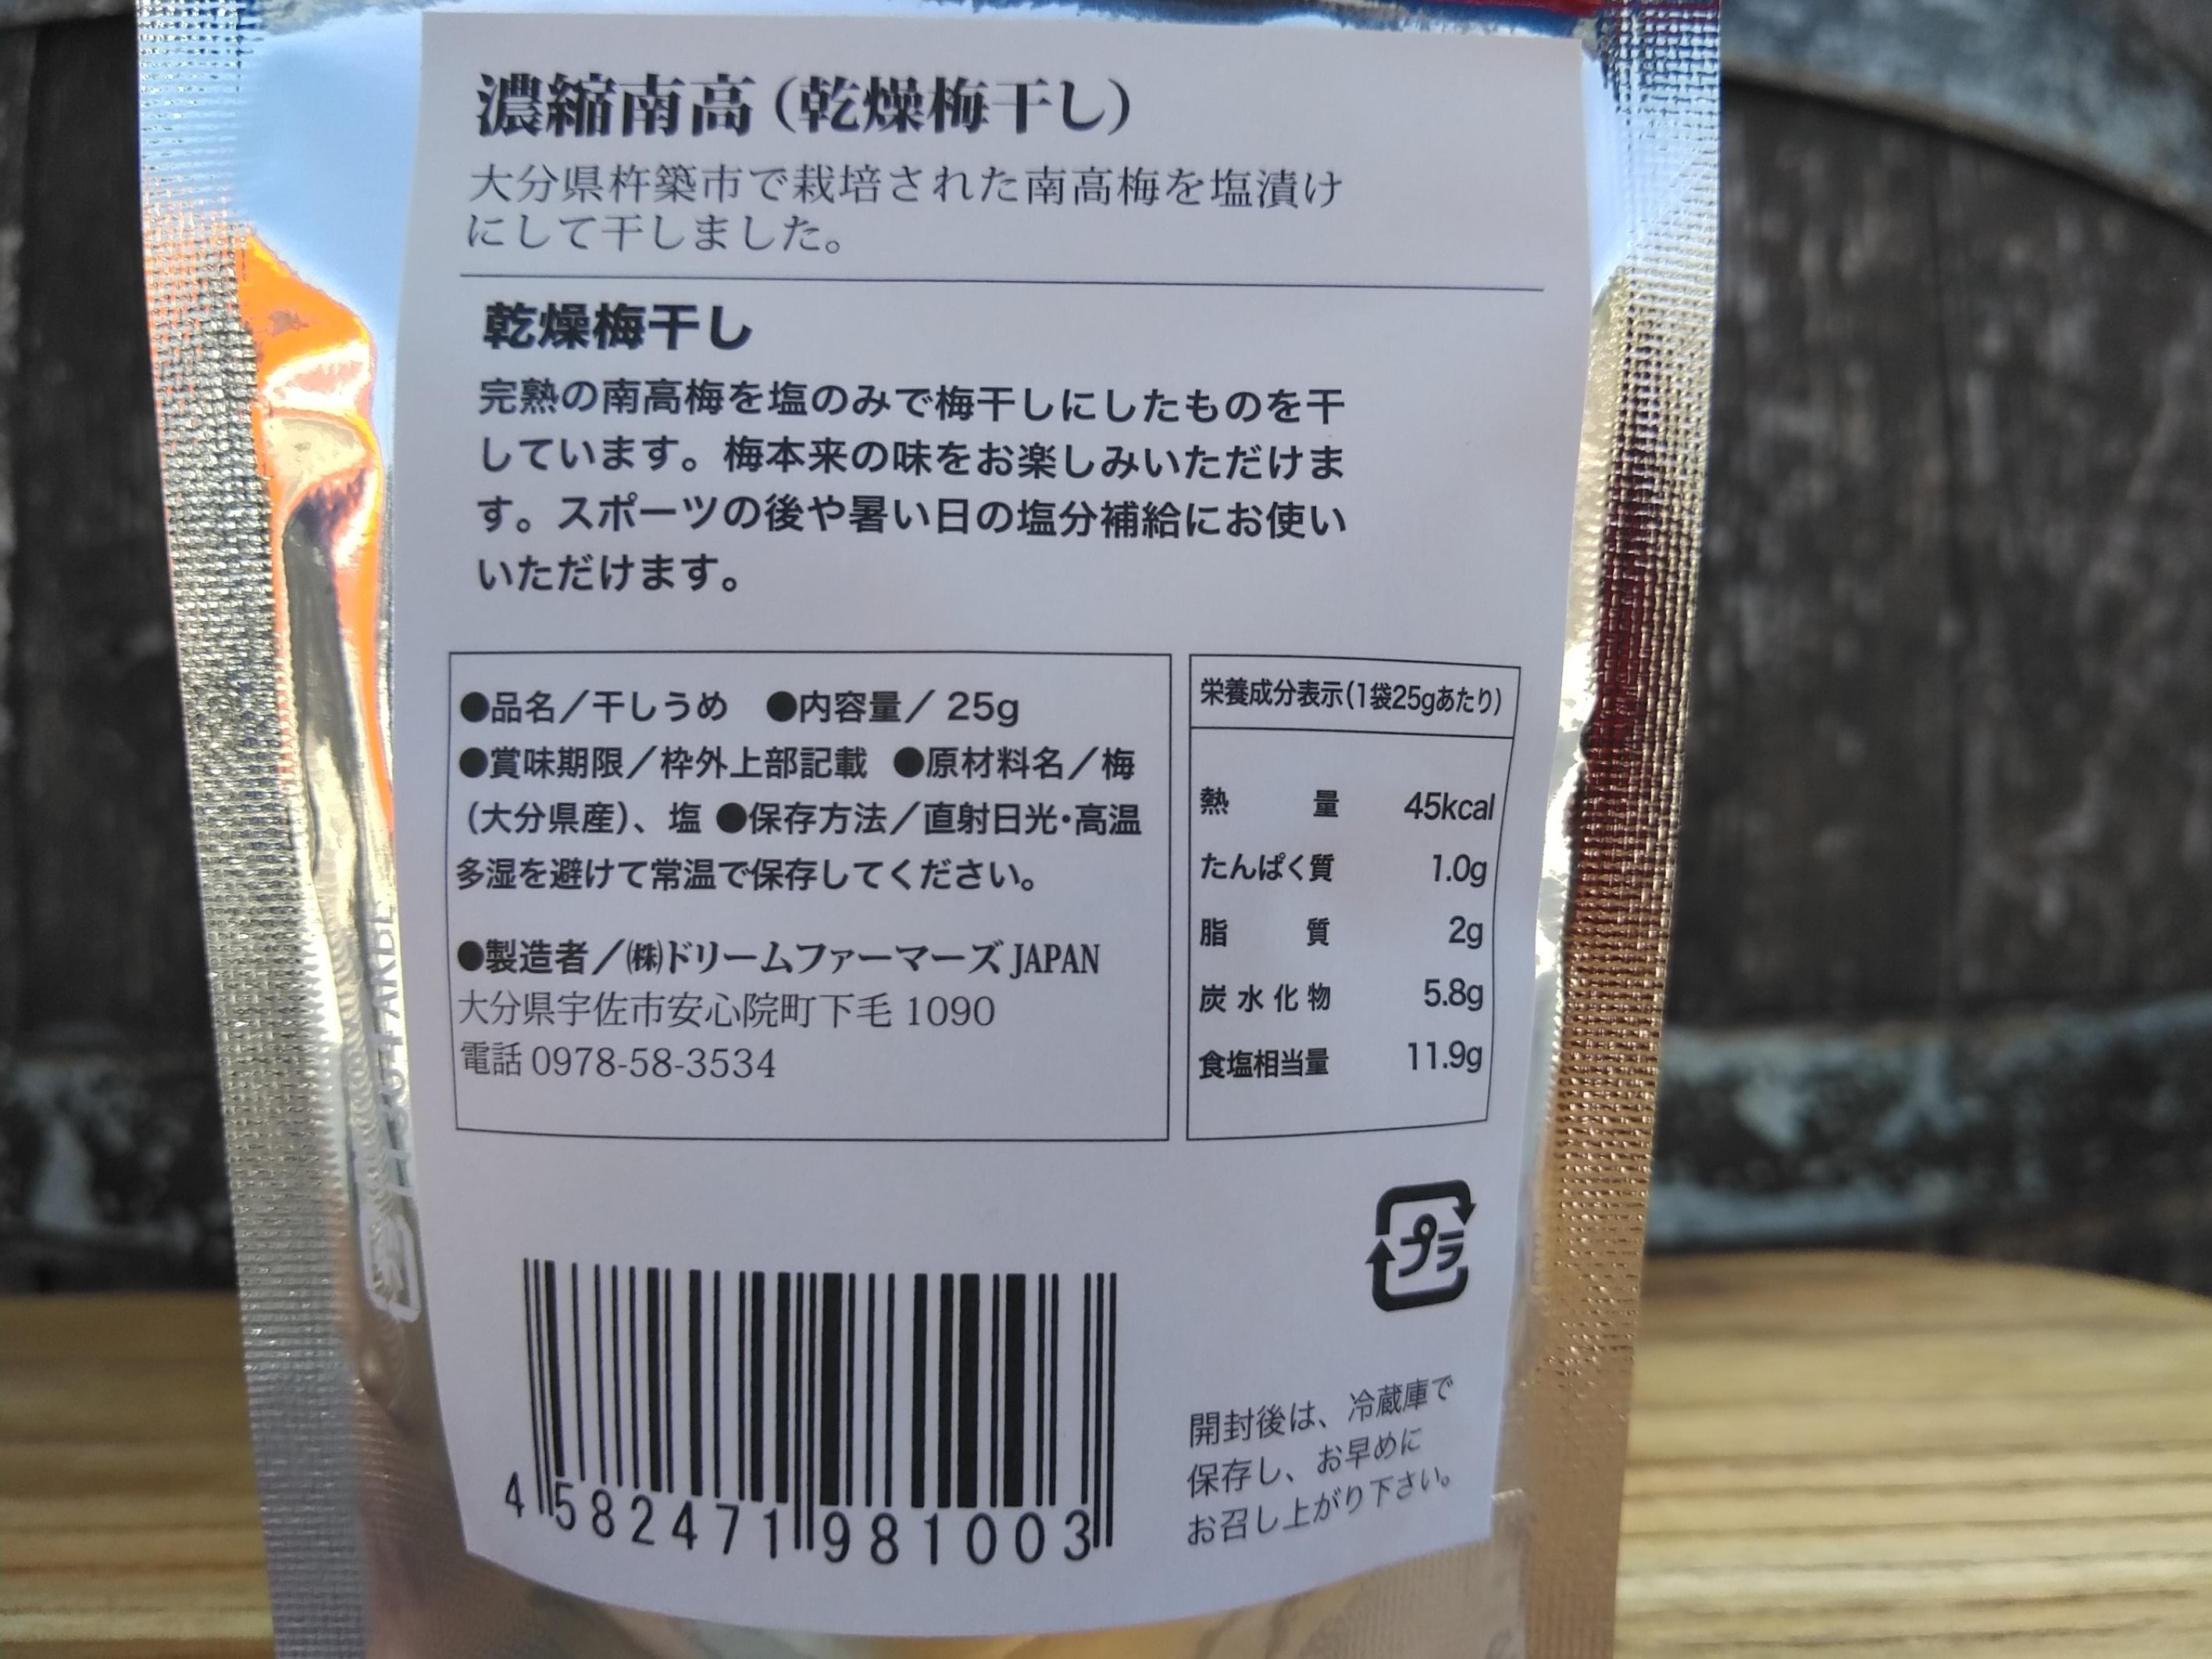 濃縮南高（乾燥梅干し）
大分県杵築市で栽培された南高梅を塩漬け
にして干しました。
乾燥梅干し
完熟の南高梅を塩のみで梅干しにしたものを干
しています。梅本来の味をお楽しみいただけま
す。スポーツの後や暑い日の塩分補給にお使い
いただけます。
●品名／干しうめ ●内容量／ 25g
●賞味期限／枠外上部記載 ●原材料名／梅
（大分県産）、塩 ●保存方法／直射日光・高温
多湿を避けて常温で保存してください。
●製造者／㈱ドリームファーマーズ JAPAN
大分県宇佐市安心院町下毛 1090
電話 0978-58-3534
栄養成分表示（1袋25gあたり）
熱量 45kcal
たんぱく質 1.0g
脂質 2g
炭水化物 5.8g
食塩相当量 11.9g
プラ
4582471981003
開封後は、冷蔵庫で
保存し、お早めに
お召し上がり下さい。